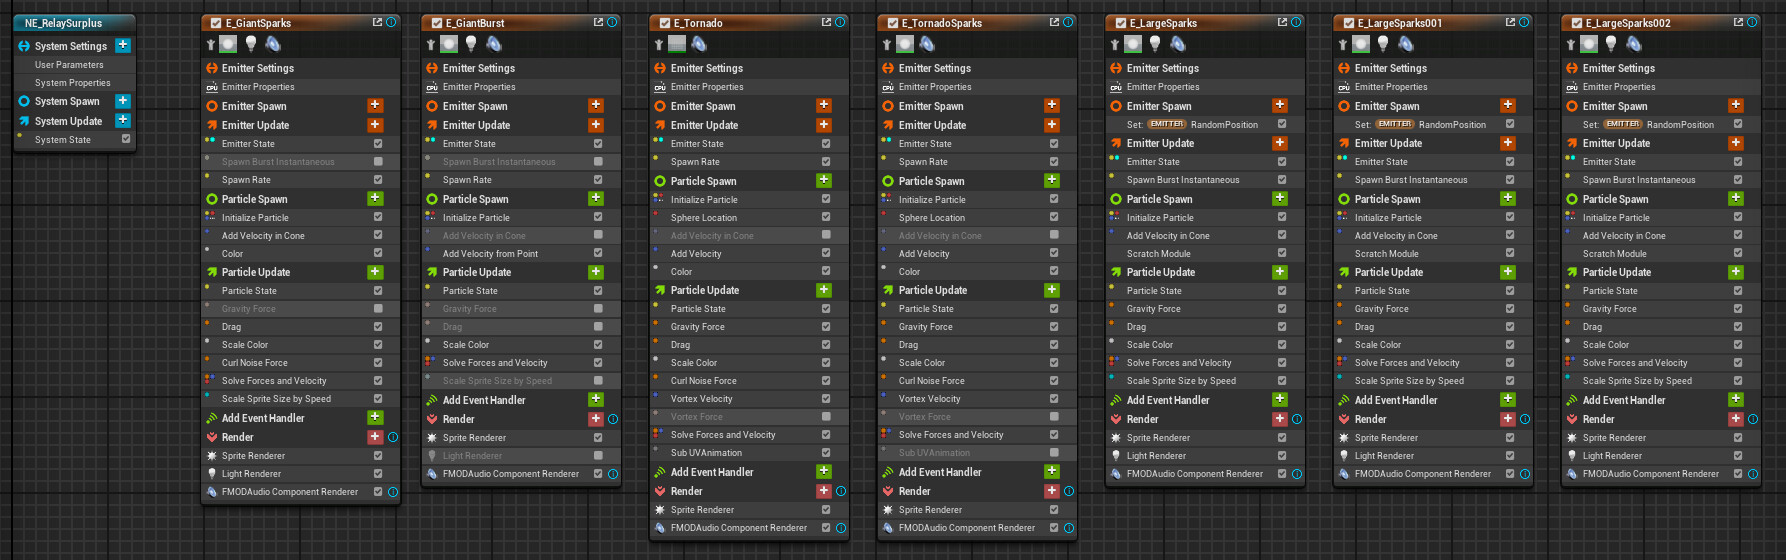 NE_RelaySurplus
System Settings
User Parameters
System Properties
System Spawn
System Update
System State
E_GiantSparks
Emitter Settings
CPU Emitter Properties
Emitter Spawn
Emitter Update
Emitter State
Spawn Burst Instantaneous
Spawn Rate
Particle Spawn
Initialize Particle
Add Velocity in Cone
Color
Particle Update
Particle State
Gravity Force
Drag
Scale Color
Curl Noise Force
Solve Forces and Velocity
Scale Sprite Size by Speed
Add Event Handler
Render
Sprite Renderer
Light Renderer
FMODAudio Component Renderer
E_GiantBurst
Emitter Settings
CPU Emitter Properties
Emitter Spawn
Emitter Update
Emitter State
Spawn Burst Instantaneous
Spawn Rate
Particle Spawn
Initialize Particle
Add Velocity in Cone
Add Velocity from Point
Particle Update
Particle State
Gravity Force
Drag
Scale Color
Solve Forces and Velocity
Scale Sprite Size by Speed
Add Event Handler
Render
Sprite Renderer
Light Renderer
FMODAudio Component Renderer
E_Tornado
Emitter Settings
CPU Emitter Properties
Emitter Spawn
Emitter Update
Emitter State
Spawn Rate
Particle Spawn
Initialize Particle
Sphere Location
Add Velocity in Cone
Add Velocity
Color
Particle Update
Particle State
Gravity Force
Drag
Scale Color
Curl Noise Force
Vortex Velocity
Vortex Force
Solve Forces and Velocity
Sub UVAnimation
Add Event Handler
Render
Sprite Renderer
FMODAudio Component Renderer
E_TornadoSparks
Emitter Settings
CPU Emitter Properties
Emitter Spawn
Emitter Update
Emitter State
Spawn Rate
Particle Spawn
Initialize Particle
Sphere Location
Add Velocity in Cone
Add Velocity
Color
Particle Update
Particle State
Gravity Force
Drag
Scale Color
Curl Noise Force
Vortex Velocity
Vortex Force
Solve Forces and Velocity
Sub UVAnimation
Add Event Handler
Render
Sprite Renderer
FMODAudio Component Renderer
E_LargeSparks
Emitter Settings
CPU Emitter Properties
Emitter Spawn
Set: EMITTER RandomPosition
Emitter Update
Emitter State
Spawn Burst Instantaneous
Particle Spawn
Initialize Particle
Add Velocity in Cone
Scratch Module
Particle Update
Particle State
Gravity Force
Drag
Scale Color
Solve Forces and Velocity
Scale Sprite Size by Speed
Add Event Handler
Render
Sprite Renderer
Light Renderer
FMODAudio Component Renderer
E_LargeSparks001
Emitter Settings
CPU Emitter Properties
Emitter Spawn
Set: EMITTER RandomPosition
Emitter Update
Emitter State
Spawn Burst Instantaneous
Particle Spawn
Initialize Particle
Add Velocity in Cone
Scratch Module
Particle Update
Particle State
Gravity Force
Drag
Scale Color
Solve Forces and Velocity
Scale Sprite Size by Speed
Add Event Handler
Render
Sprite Renderer
Light Renderer
FMODAudio Component Renderer
E_LargeSparks002
Emitter Settings
CPU Emitter Properties
Emitter Spawn
Set: EMITTER RandomPosition
Emitter Update
Emitter State
Spawn Burst Instantaneous
Particle Spawn
Initialize Particle
Add Velocity in Cone
Scratch Module
Particle Update
Particle State
Gravity Force
Drag
Scale Color
Solve Forces and Velocity
Scale Sprite Size by Speed
Add Event Handler
Render
Sprite Renderer
Light Renderer
FMODAudio Component Renderer